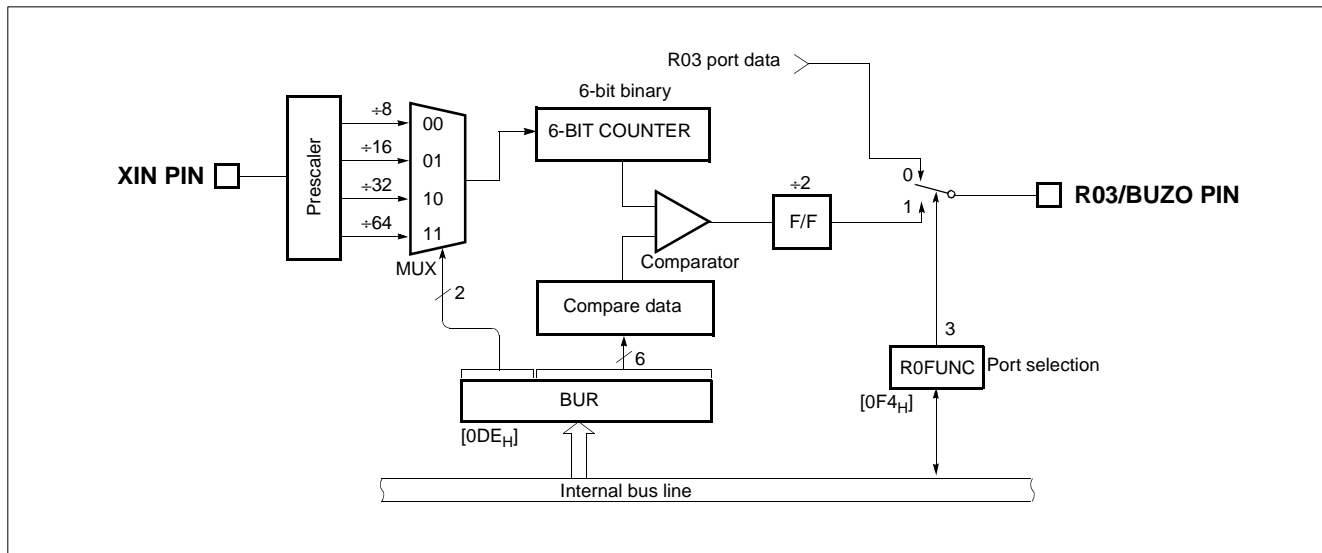 R03 port data
6-bit binary
÷8
÷16
÷32
÷64
00
01
10
11
6-BIT COUNTER
XIN PIN
Prescaler
MUX
÷2
F/F
0
1
R03/BUZO PIN
Comparator
2
Compare data
6
3
R0FUNC
Port selection
[0F4H]
BUR
[0DEH]
Internal bus line